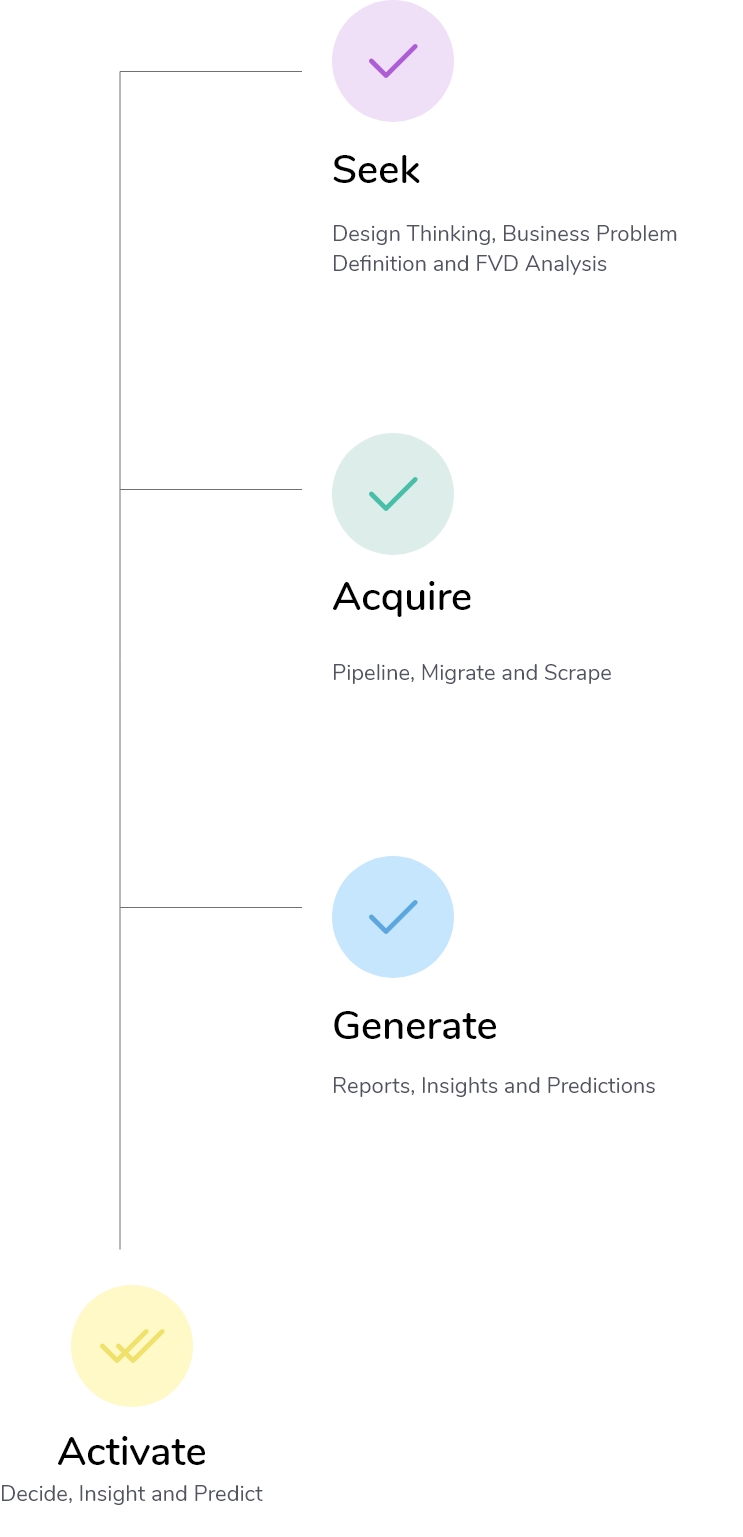 Seek
Design Thinking, Business Problem
Definition and FVD Analysis
Acquire
Pipeline, Migrate and Scrape
Generate
Reports, Insights and Predictions
Activate
Decide, Insight and Predict